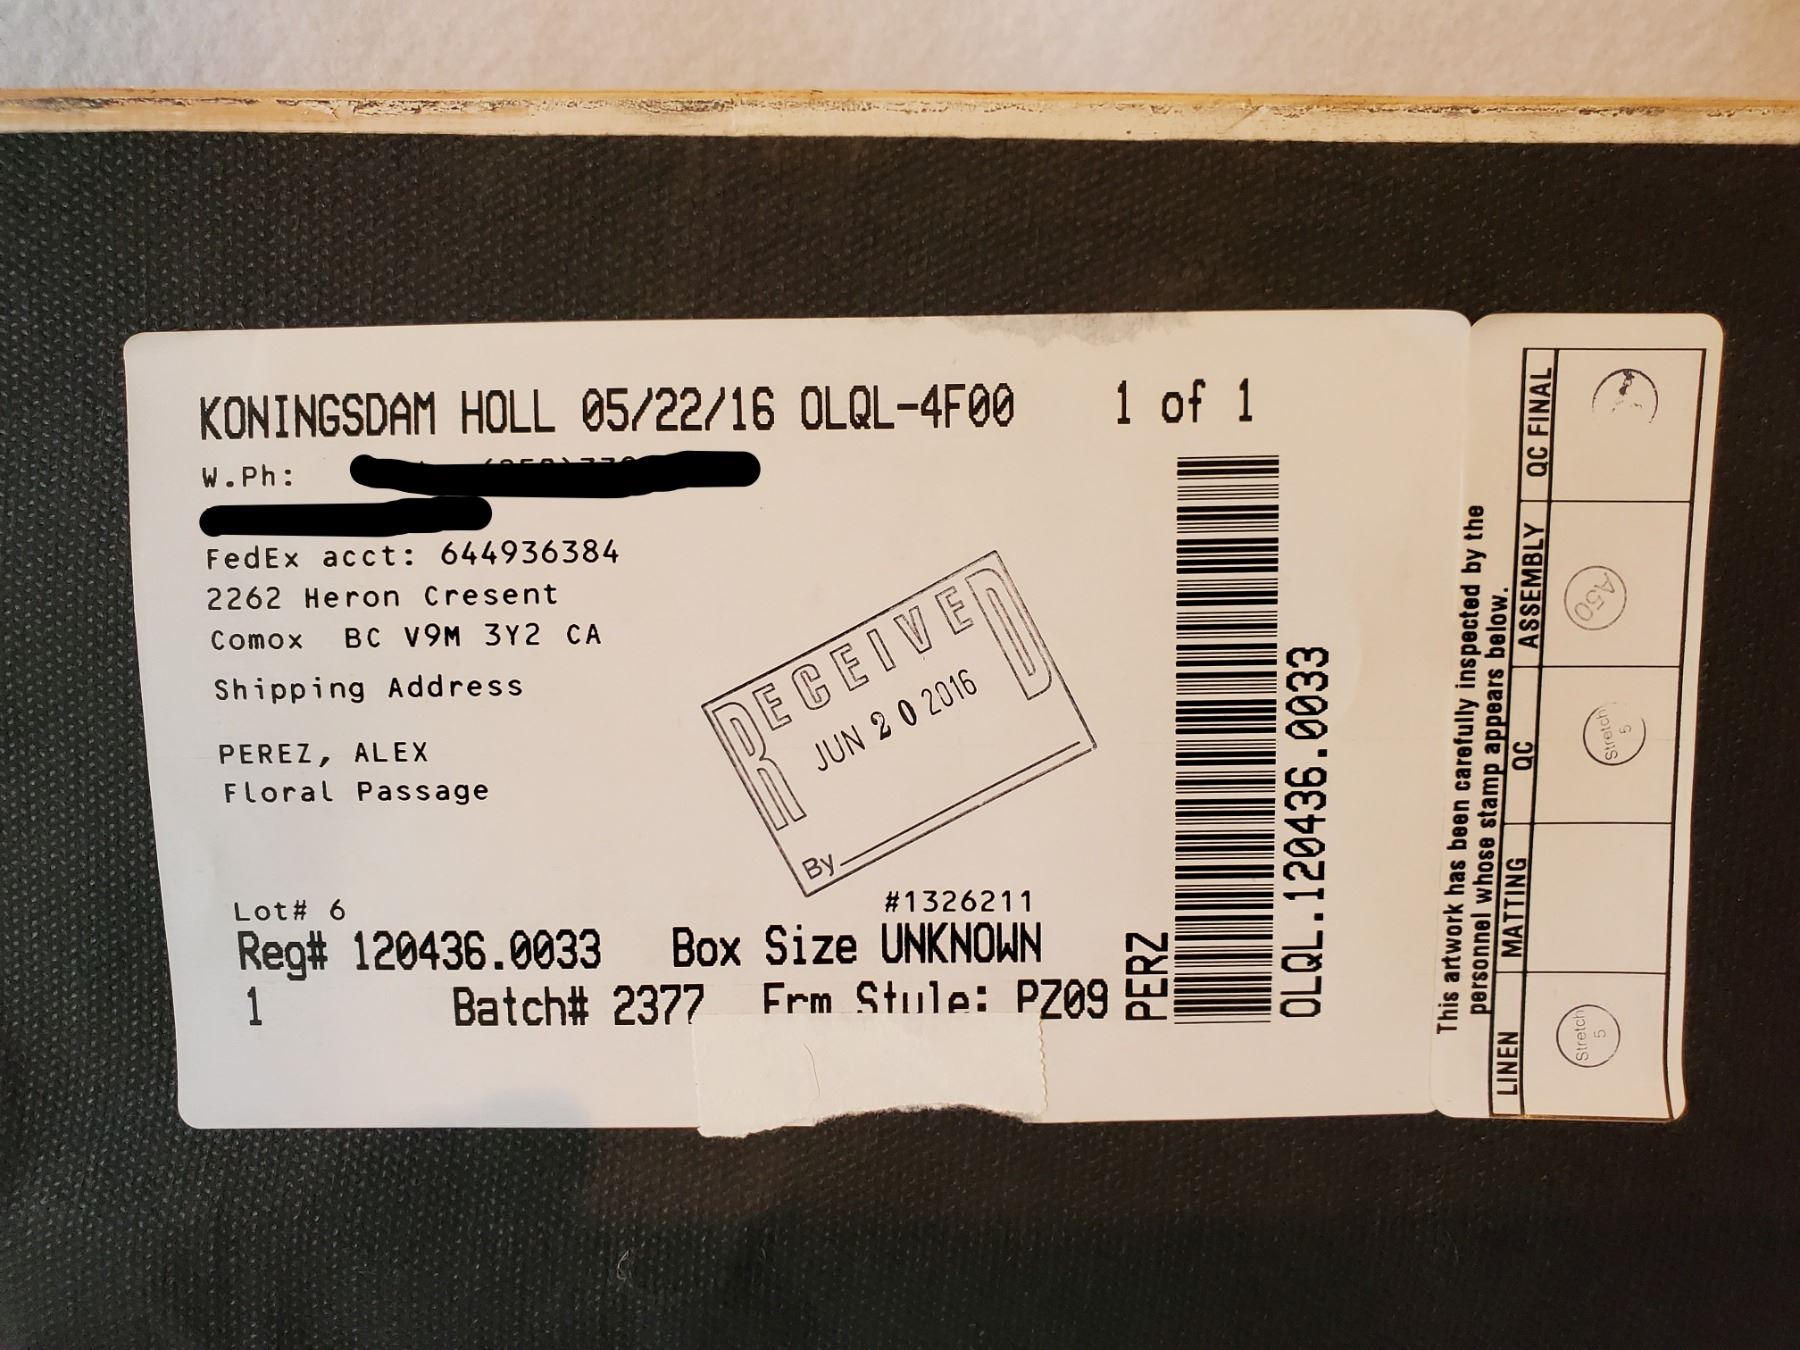 KONINGSDAM HOLL 05/22/16 OLQL-4F00 1 of 1
W.Ph:
FedEx acct: 644936384
2262 Heron Cresent
Comox BC V9M 3Y2 CA
Shipping Address
PEREZ, ALEX
Floral Passage
RECEIVED
JUN 20 2016
By
Lot# 6
#1326211
Reg# 120436.0033 Box Size UNKNOWN
1 Batch# 2377 Frm Style: PZ09
PERZ
OLQL.120436.0033
This artwork has been carefully inspected by the
personnel whose stamp appears below.
LINEN MATTING QC ASSEMBLY QC FINAL
Stretch
5
Stretch
5
A50